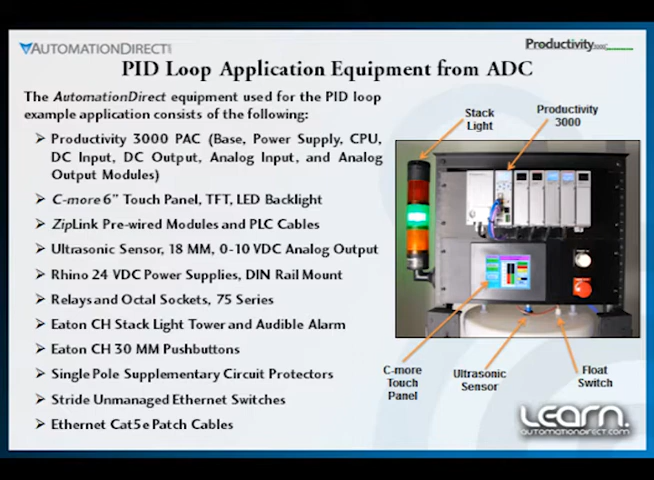 AUTOMATIONDIRECT
Productivity3000
PID Loop Application Equipment from ADC
The AutomationDirect equipment used for the PID loop
example application consists of the following:
Productivity 3000 PAC (Base, Power Supply, CPU,
DC Input, DC Output, Analog Input, and Analog
Output Modules)
C-more 6" Touch Panel, TFT, LED Backlight
ZipLink Pre-wired Modules and PLC Cables
Ultrasonic Sensor, 18 MM, 0-10 VDC Analog Output
Rhino 24 VDC Power Supplies, DIN Rail Mount
Relays and Octal Sockets, 75 Series
Eaton CH Stack Light Tower and Audible Alarm
Eaton CH 30 MM Pushbuttons
Single Pole Supplementary Circuit Protectors
Stride Unmanaged Ethernet Switches
Ethernet Cat5e Patch Cables
Stack
Light
Productivity
3000
C-more
Touch
Panel
Ultrasonic
Sensor
Float
Switch
LEARN.
automationdirect.com